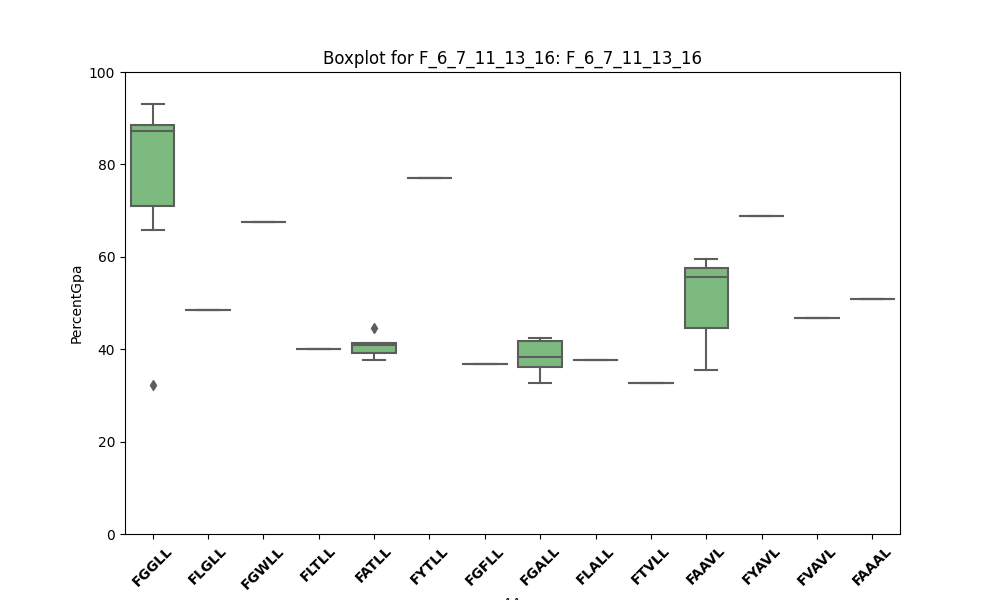 Boxplot for F_6_7_11_13_16: F_6_7_11_13_16
100
80
60
40
20
0
PercentGpa
FGGLL FLGLL FGWLL FLTLL FATLL FYTLL FGFLL FGALL FLALL FTVLL FAAVL FYAVL FVAVL FAAAL